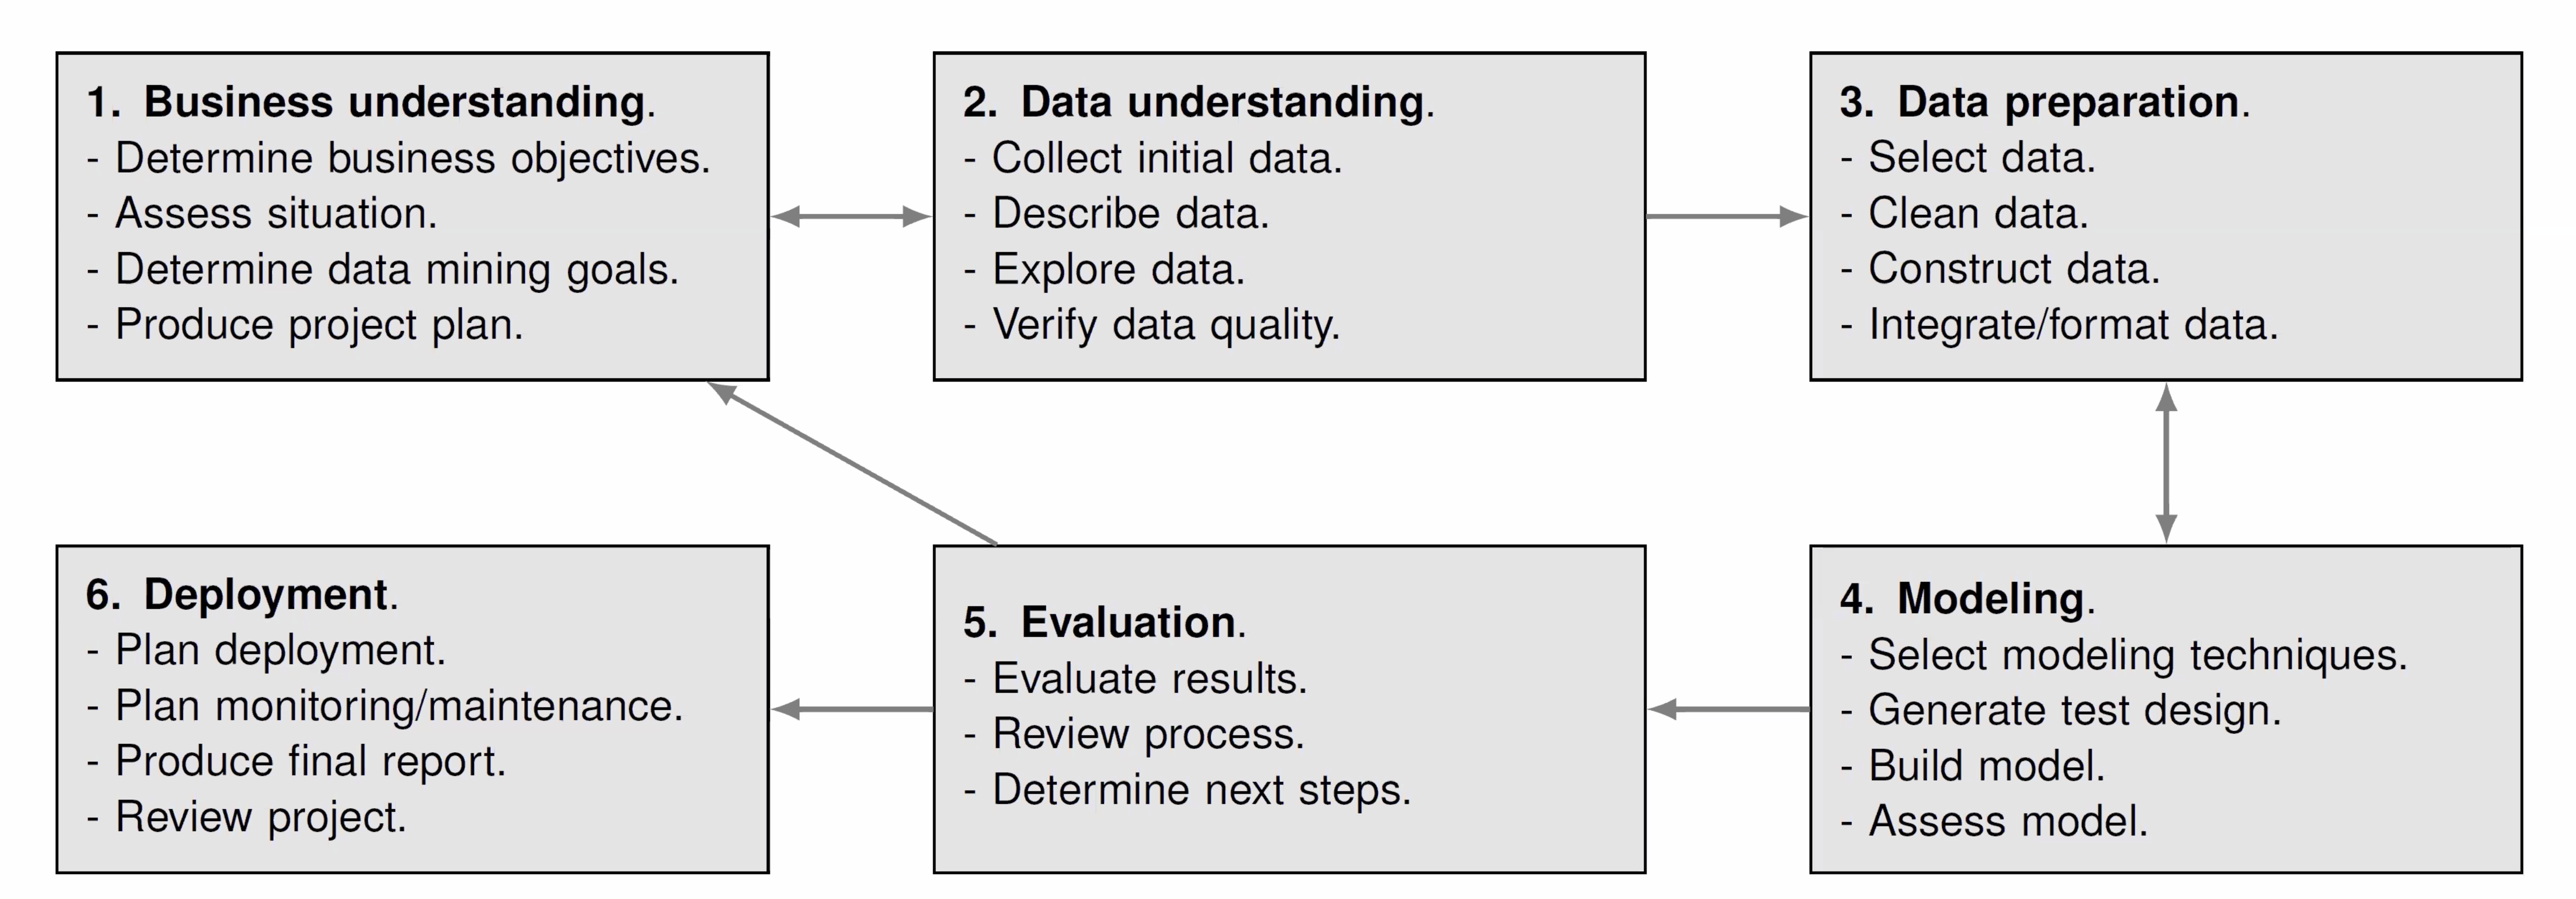 1. Business understanding.
- Determine business objectives.
- Assess situation.
- Determine data mining goals.
- Produce project plan.
2. Data understanding.
- Collect initial data.
- Describe data.
- Explore data.
- Verify data quality.
3. Data preparation.
- Select data.
- Clean data.
- Construct data.
- Integrate/format data.
4. Modeling.
- Select modeling techniques.
- Generate test design.
- Build model.
- Assess model.
5. Evaluation.
- Evaluate results.
- Review process.
- Determine next steps.
6. Deployment.
- Plan deployment.
- Plan monitoring/maintenance.
- Produce final report.
- Review project.